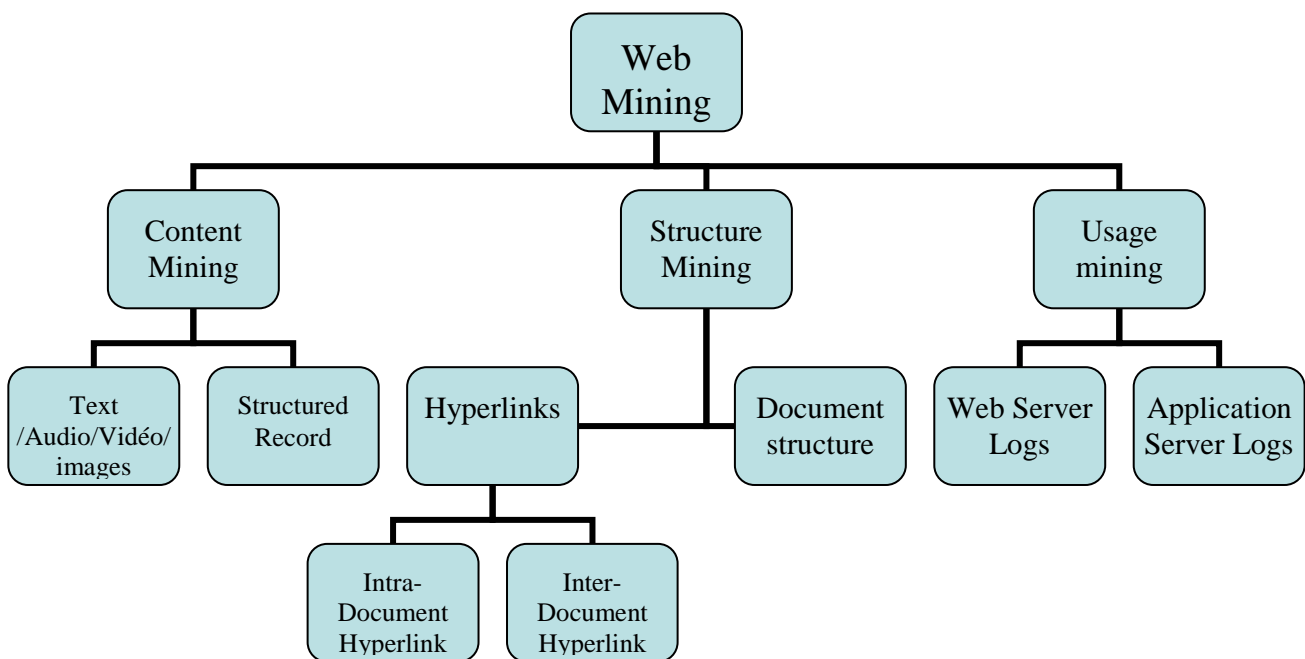 Web
Mining
Content
Mining
Structure
Mining
Usage
mining
Text
/Audio/Vidéo/
images
Structured
Record
Hyperlinks
Document
structure
Web Server
Logs
Application
Server Logs
Intra-
Document
Hyperlink
Inter-
Document
Hyperlink